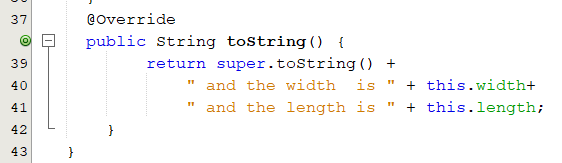 37 @Override
public String toString() {
39 return super.toString() +
40 " and the width  is " + this.width+
41 " and the length is " + this.length;
42 }
43 }